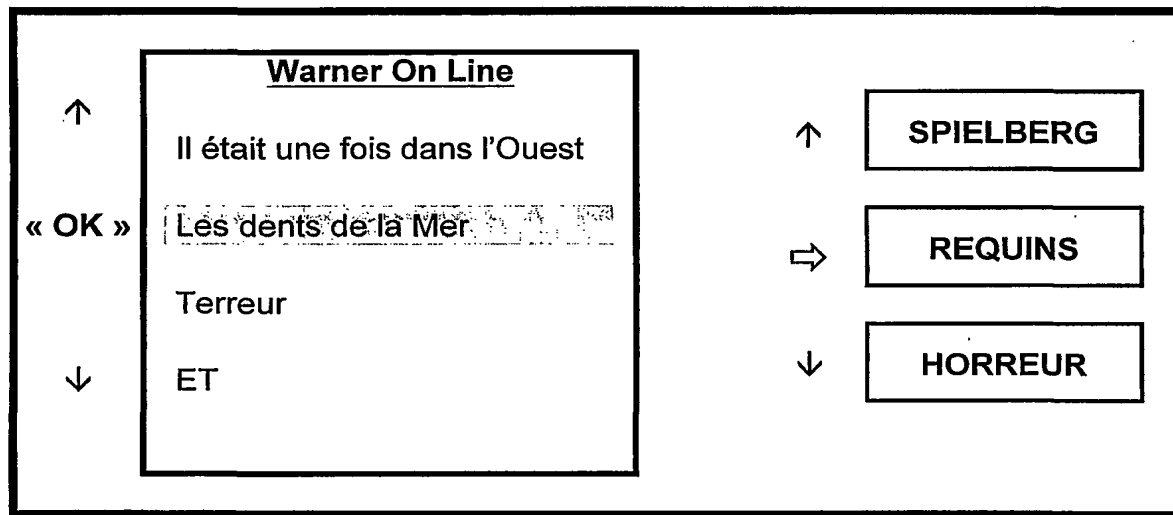 Warner On Line
Il était une fois dans l'Ouest
« OK »
Les dents de la Mer
Terreur
ET
SPIELBERG
REQUINS
HORREUR